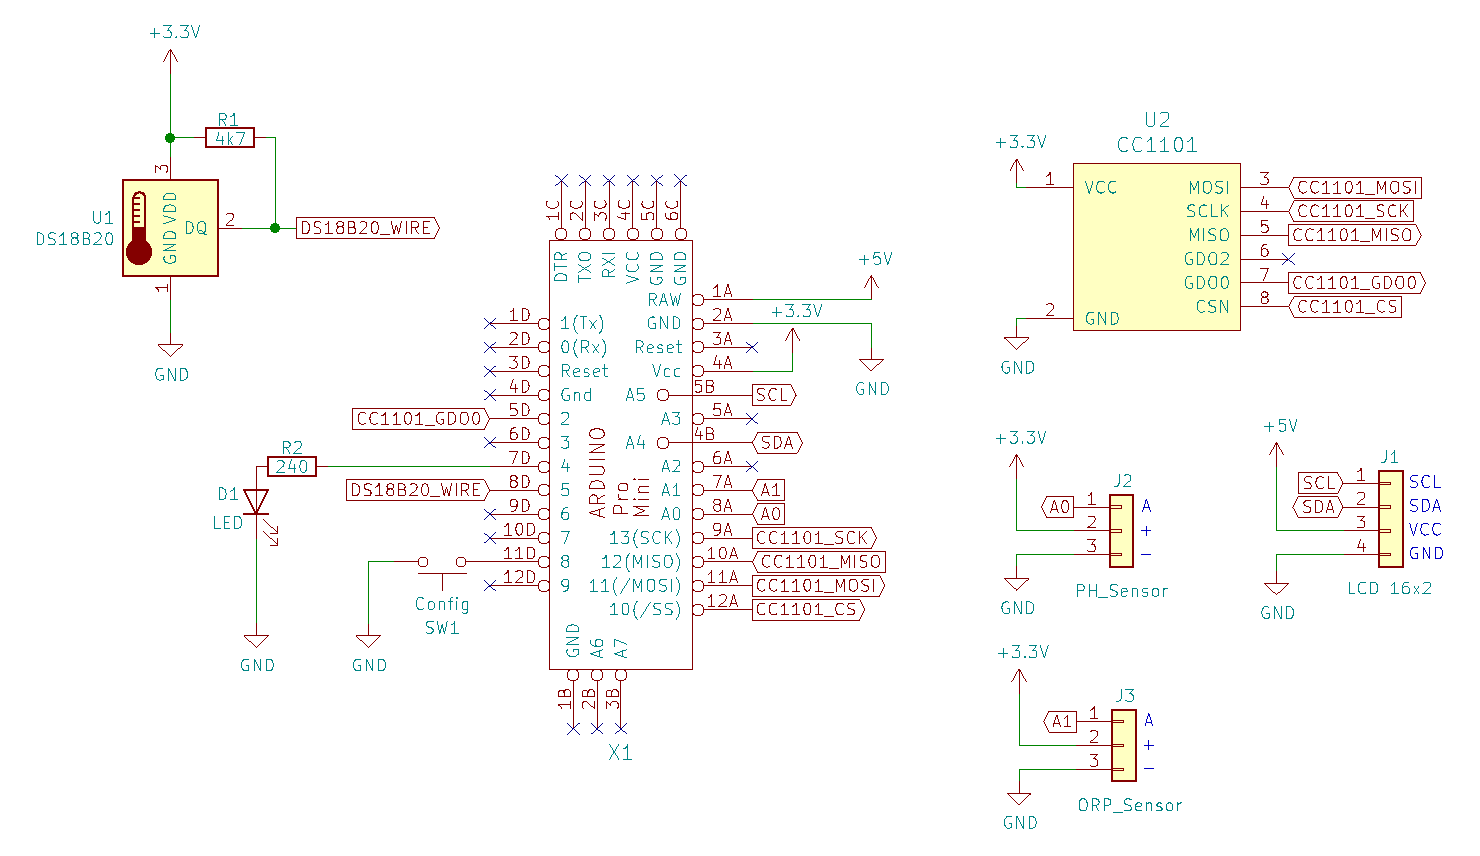 +3.3V
R1
4k7
3
U1
DS18B20
VDD
GND
DQ
2
DS18B20_WIRE
1
GND
1C
2C
3C
4C
5C
6C
DTR
TXO
RXI
VCC
GND
GND
1D 1(Tx)
2D 0(Rx)
3D Reset
4D Gnd
CC1101_GDO0 5D 2
6D 3
7D 4
DS18B20_WIRE 8D 5
9D 6
10D 7
11D 8
12D 9
RAW 1A
+5V
GND 2A
GND
Reset 3A
Vcc 4A
+3.3V
A5 5B SCL
A3 5A
A4 4B SDA
A2 6A
A1 7A A1
A0 8A A0
13(SCK) 9A CC1101_SCK
12(MISO) 10A CC1101_MISO
11(/MOSI) 11A CC1101_MOSI
10(/SS) 12A CC1101_CS
ARDUINO
Pro
Mini
GND
A6
A7
1B
2B
3B
X1
R2
240
D1
LED
GND
Config
SW1
GND
U2
CC1101
+3.3V
1 VCC
2 GND
GND
MOSI 3 CC1101_MOSI
SCLK 4 CC1101_SCK
MISO 5 CC1101_MISO
GDO2 6
GDO0 7 CC1101_GDO0
CSN 8 CC1101_CS
+3.3V
J2
A0 1 A
2 +
3 −
GND
PH_Sensor
+5V
J1
SCL 1 SCL
SDA 2 SDA
3 VCC
4 GND
GND
LCD 16x2
+3.3V
J3
A1 1 A
2 +
3 −
GND
ORP_Sensor